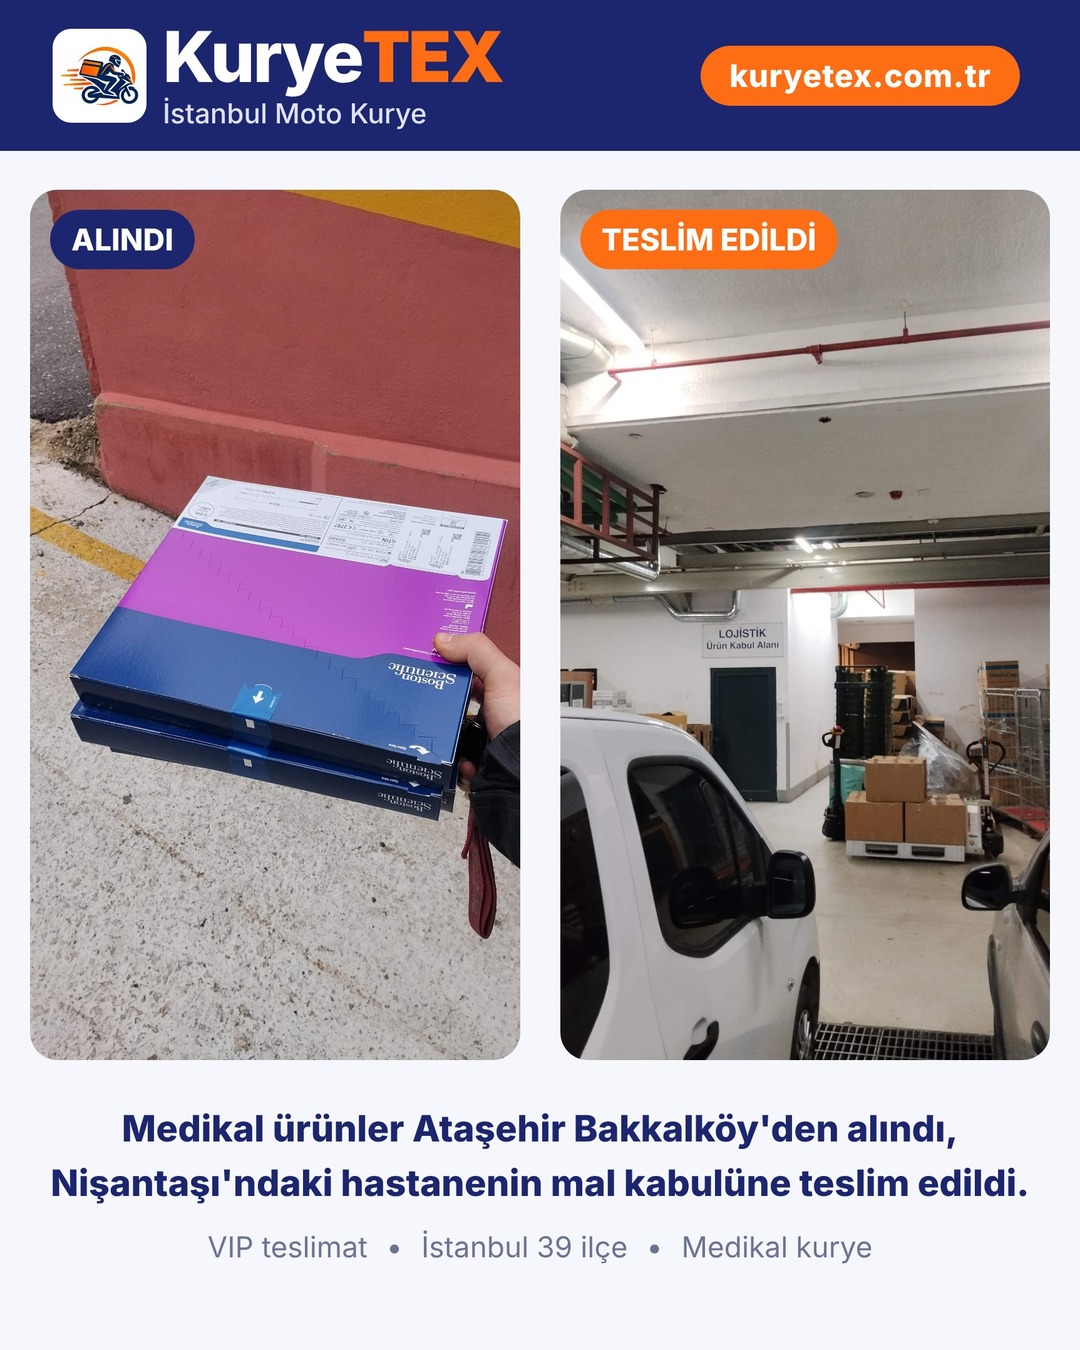 KuryeTEX
İstanbul Moto Kurye
kuryetex.com.tr
ALINDI
TESLİM EDİLDİ
Boston
Scientific
Boston
Scientific
Boston
Scientific
LOJİSTİK
Ürün Kabul Alanı
Medikal ürünler Ataşehir Bakkalköy'den alındı,
Nişantaşı'ndaki hastanenin mal kabulüne teslim edildi.
VIP teslimat • İstanbul 39 ilçe • Medikal kurye